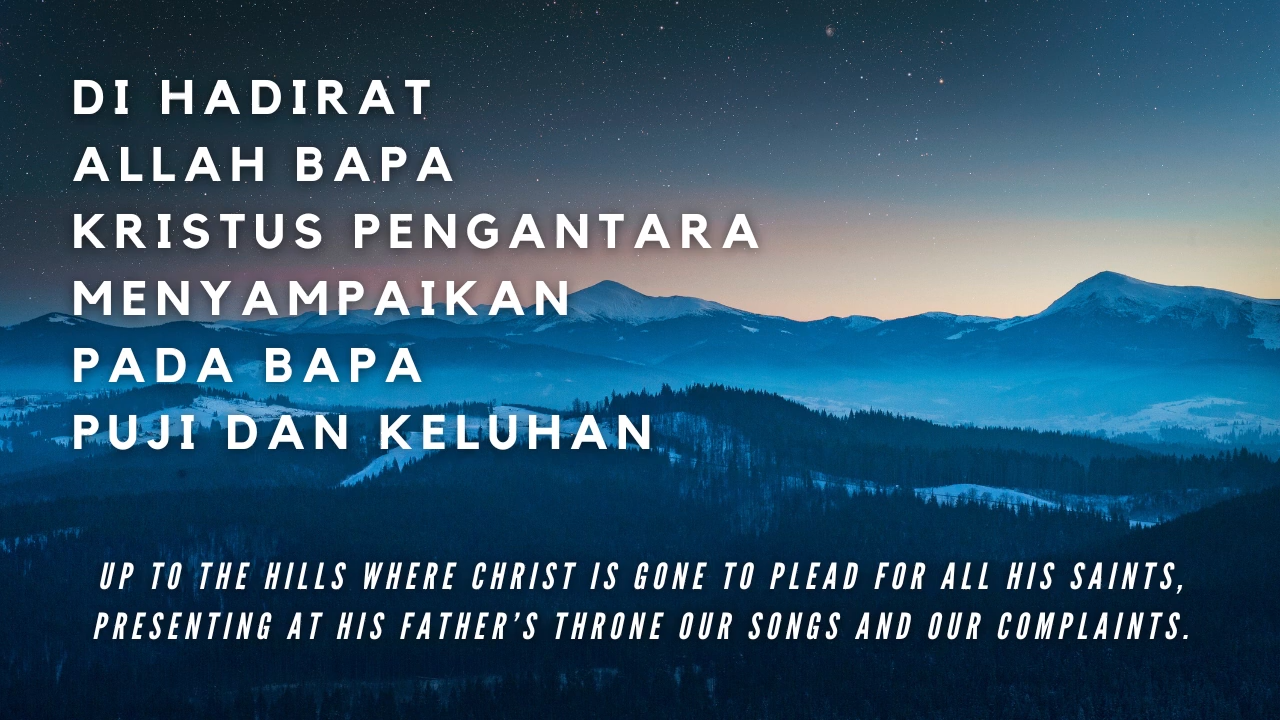 DI HADIRAT
ALLAH BAPA
KRISTUS PENGANTARA
MENYAMPAIKAN
PADA BAPA
PUJI DAN KELUHAN
UP TO THE HILLS WHERE CHRIST IS GONE TO PLEAD FOR ALL HIS SAINTS,
PRESENTING AT HIS FATHER’S THRONE OUR SONGS AND OUR COMPLAINTS.